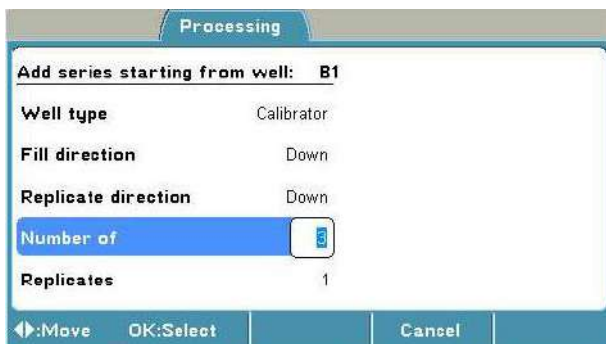 Processing
Add series starting from well: B1
Well type Calibrator
Fill direction Down
Replicate direction Down
Number of 3
Replicates 1
:Move OK:Select Cancel